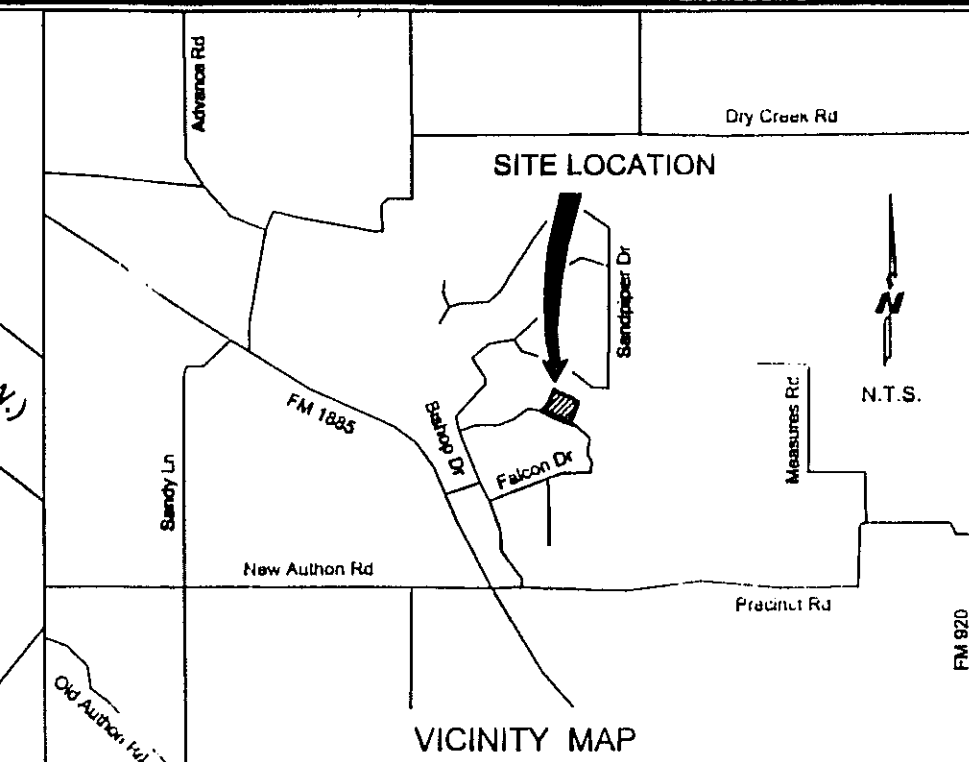 Advance Rd
Dry Creek Rd
SITE LOCATION
Sandpiper Dr
N
N.T.S.
FM 1885
Bishop Dr
Measures Rd
Falcon Dr
Sandy Ln
New Authon Rd
Precinct Rd
FM 920
Old Authon Rd
VICINITY MAP